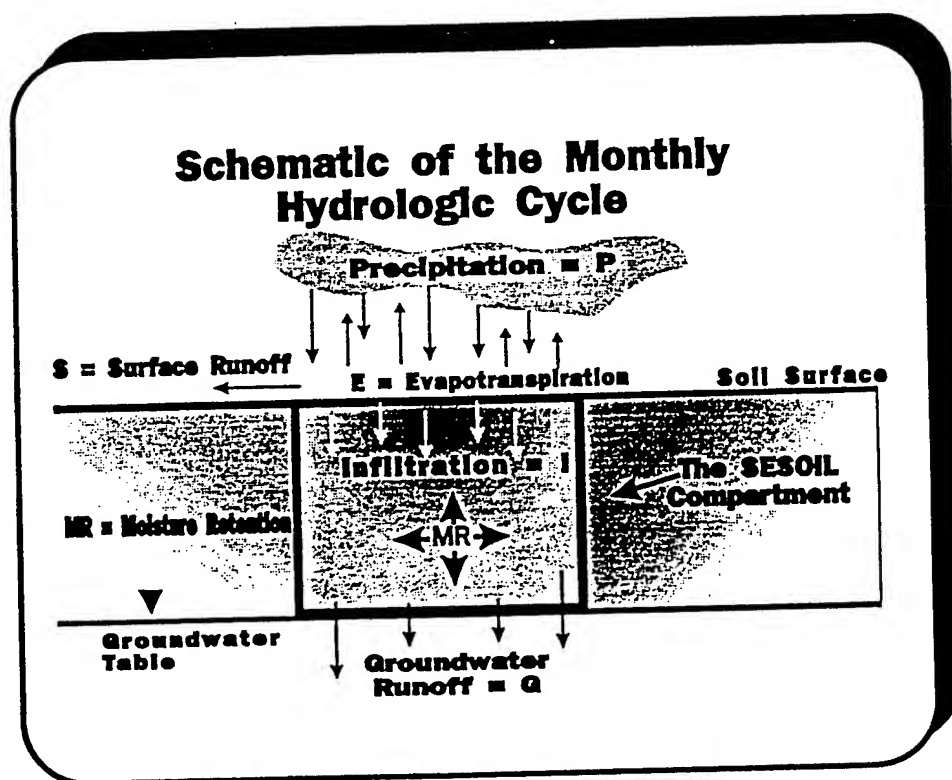 Schematic of the Monthly
Hydrologic Cycle
Precipitation = P
S = Surface Runoff
E = Evapotranspiration
Soil Surface
Infiltration = I
The SESOIL
Compartment
MR = Moisture Retention
MR
Groundwater
Table
Groundwater
Runoff = G